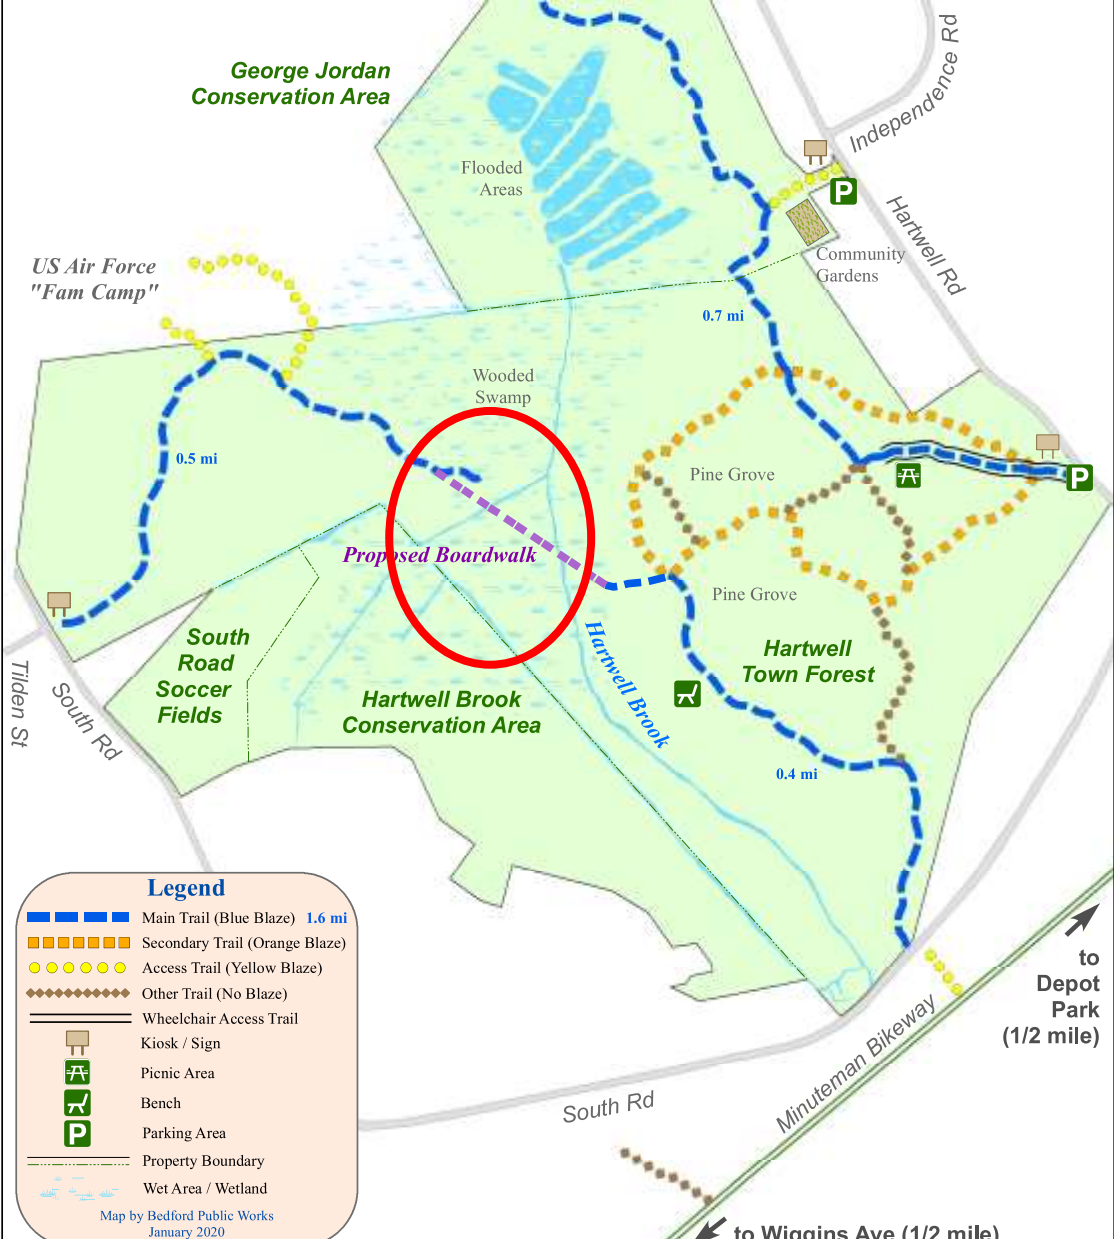 George Jordan
Conservation Area
Independence Rd
Flooded
Areas
P
Hartwell Rd
Community
Gardens
US Air Force
"Fam Camp"
0.7 mi
Wooded
Swamp
0.5 mi
Pine Grove
P
Proposed Boardwalk
Pine Grove
South
Road
Soccer
Fields
Hartwell
Town Forest
Hartwell Brook
Tilden St
South Rd
Hartwell Brook
Conservation Area
0.4 mi
Legend
Main Trail (Blue Blaze) 1.6 mi
Secondary Trail (Orange Blaze)
Access Trail (Yellow Blaze)
Other Trail (No Blaze)
Wheelchair Access Trail
Kiosk / Sign
Picnic Area
Bench
P Parking Area
Property Boundary
Wet Area / Wetland
Map by Bedford Public Works
January 2020
to
Depot
Park
(1/2 mile)
Minuteman Bikeway
South Rd
to Wiggins Ave (1/2 mile)